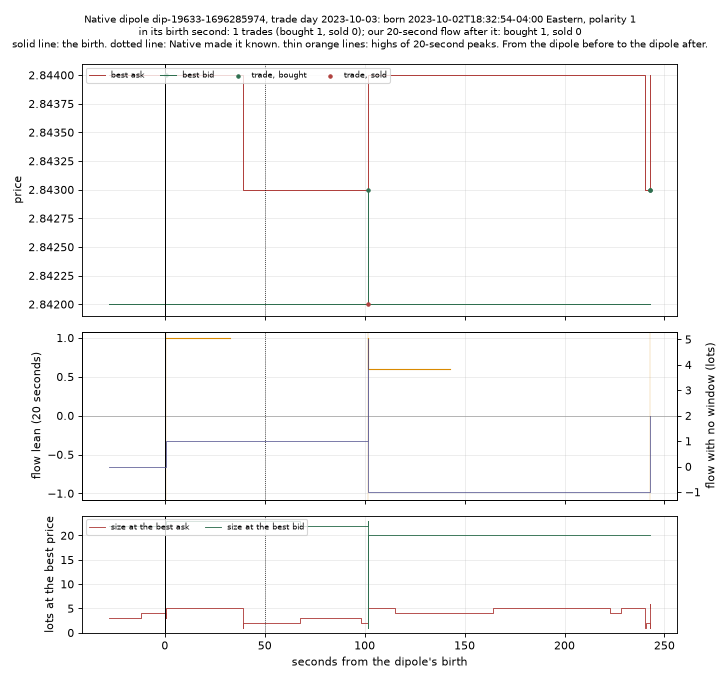 Native dipole dip-19633-1696285974, trade day 2023-10-03: born 2023-10-02T18:32:54-04:00 Eastern, polarity 1
in its birth second: 1 trades (bought 1, sold 0); our 20-second flow after it: bought 1, sold 0
solid line: the birth. dotted line: Native made it known. thin orange lines: highs of 20-second peaks. From the dipole before to the dipole after.
best ask best bid trade, bought trade, sold
2.84400
2.84375
2.84350
2.84325
2.84300
2.84275
2.84250
2.84225
2.84200
price
1.0
0.5
0.0
−0.5
−1.0
flow lean (20 seconds)
5
4
3
2
1
0
−1
flow with no window (lots)
size at the best ask size at the best bid
20
15
10
5
0
lots at the best price
0 50 100 150 200 250
seconds from the dipole's birth